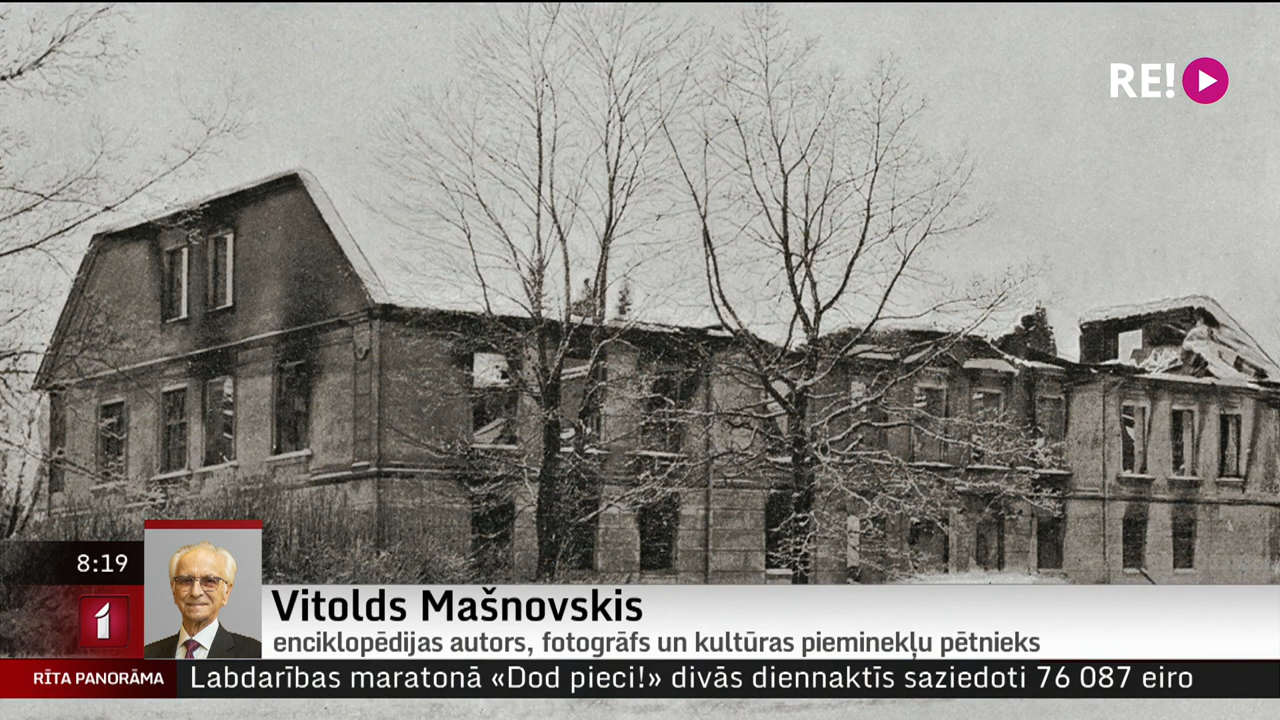 RE!
8:19
1
Vitolds Mašnovskis
enciklopēdijas autors, fotogrāfs un kultūras pieminekļu pētnieks
RĪTA PANORĀMA
Labdarības maratonā «Dod pieci!» divās diennaktīs saziedoti 76 087 eiro